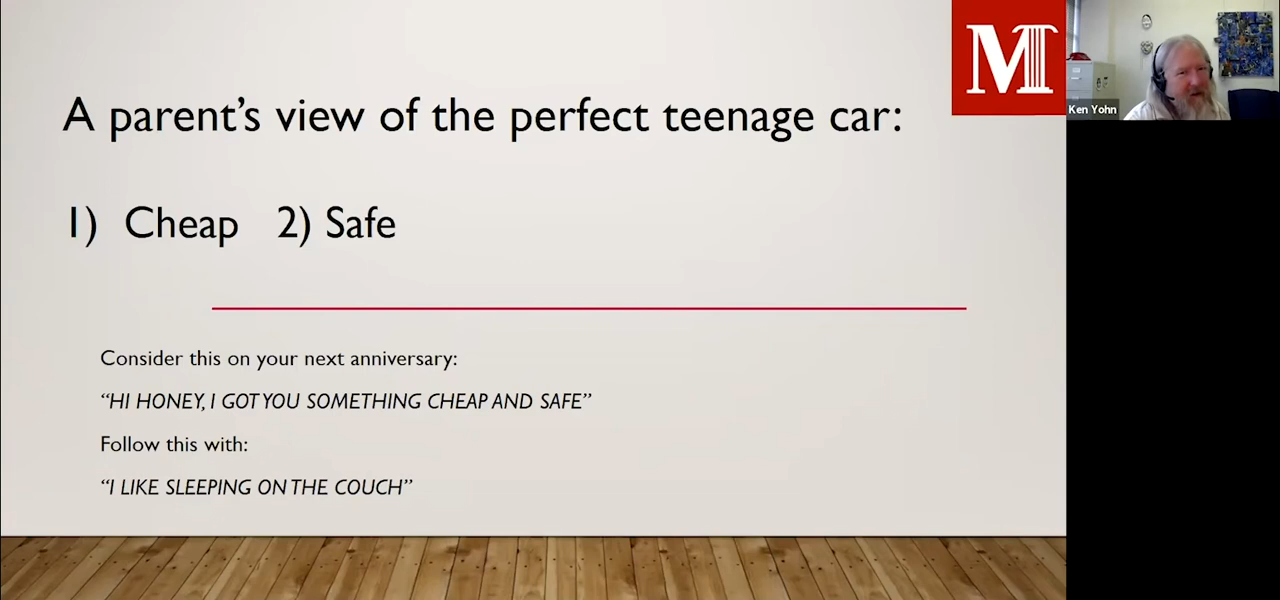 A parent’s view of the perfect teenage car:
1) Cheap 2) Safe
Consider this on your next anniversary:
“HI HONEY, I GOT YOU SOMETHING CHEAP AND SAFE”
Follow this with:
“I LIKE SLEEPING ON THE COUCH”
M
Ken Yohn